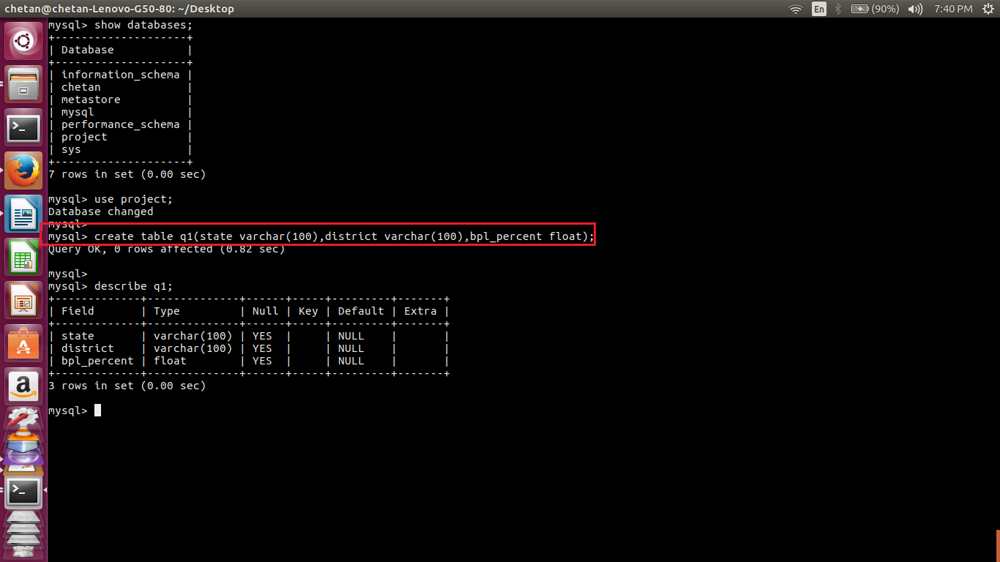 chetan@chetan-Lenovo-G50-80: ~/Desktop En (90%) 7:40 PM
mysql> show databases;
+--------------------+
| Database           |
+--------------------+
| information_schema |
| chetan             |
| metastore          |
| mysql              |
| performance_schema |
| project            |
| sys                |
+--------------------+
7 rows in set (0.00 sec)
mysql> use project;
Database changed
mysql>
mysql> create table q1(state varchar(100),district varchar(100),bpl_percent float);
Query OK, 0 rows affected (0.82 sec)
mysql>
mysql> describe q1;
+-------------+--------------+------+-----+---------+-------+
| Field       | Type         | Null | Key | Default | Extra |
+-------------+--------------+------+-----+---------+-------+
| state       | varchar(100) | YES  |     | NULL    |       |
| district    | varchar(100) | YES  |     | NULL    |       |
| bpl_percent | float        | YES  |     | NULL    |       |
+-------------+--------------+------+-----+---------+-------+
3 rows in set (0.00 sec)
mysql>